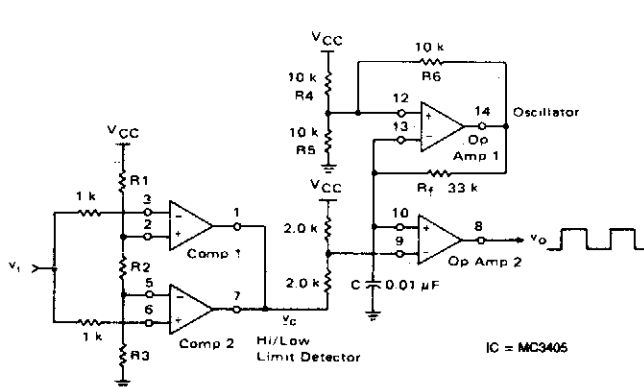 VCC
10 k
R6
10 k
R4
12
14
Oscillator
13
+
−
Op
Amp 1
10 k
R5
VCC
R1
1 k
3
1
2
−
+
Comp 1
VCC
Rf 33 k
10
8
vo
9
+
−
Op Amp 2
2.0 k
R2
2.0 k
5
7
6
−
+
Comp 2
C
0.01 µF
vc
Hi/Low
Limit Detector
1 k
R3
IC = MC3405